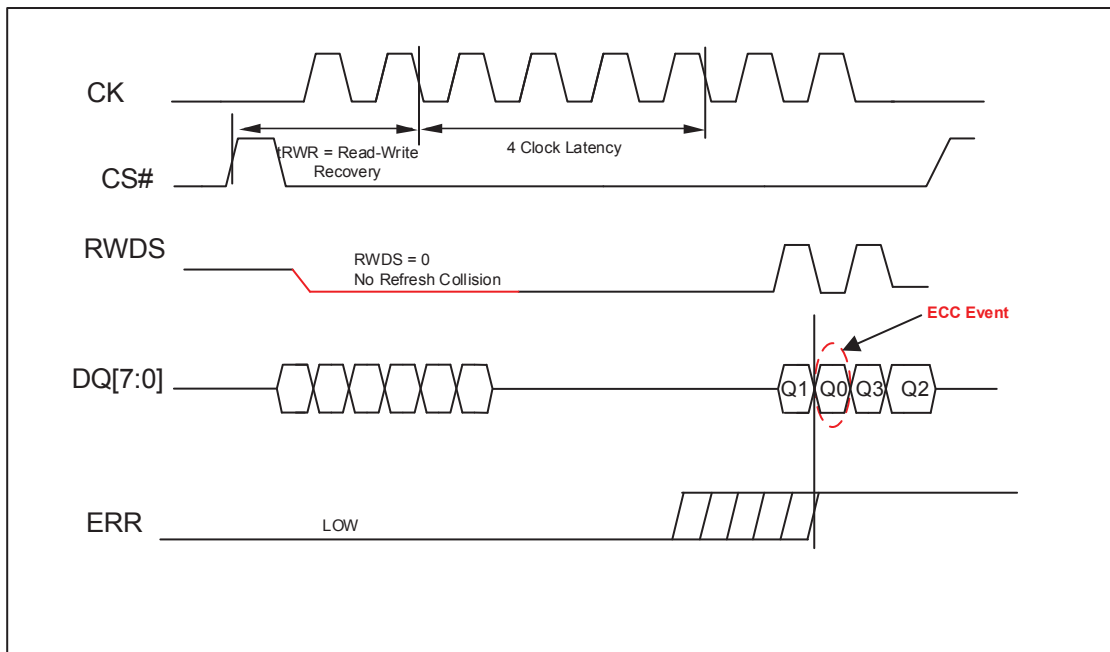 CK
tRWR = Read-Write
Recovery
4 Clock Latency
CS#
RWDS
RWDS = 0
No Refresh Collision
ECC Event
DQ[7:0]
Q1 Q0 Q3 Q2
ERR
LOW